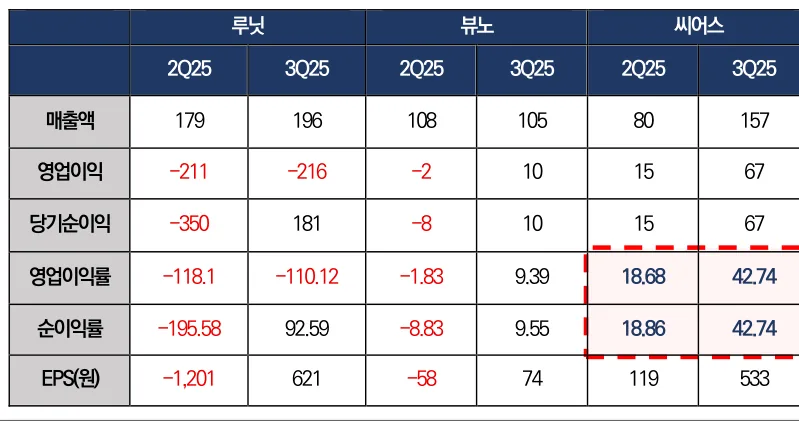 루닛 뷰노 씨어스
2Q25 3Q25 2Q25 3Q25 2Q25 3Q25
매출액 179 196 108 105 80 157
영업이익 -211 -216 -2 10 15 67
당기순이익 -350 181 -8 10 15 67
영업이익률 -118.1 -110.12 -1.83 9.39 18.68 42.74
순이익률 -195.58 92.59 -8.83 9.55 18.86 42.74
EPS(원) -1,201 621 -58 74 119 533